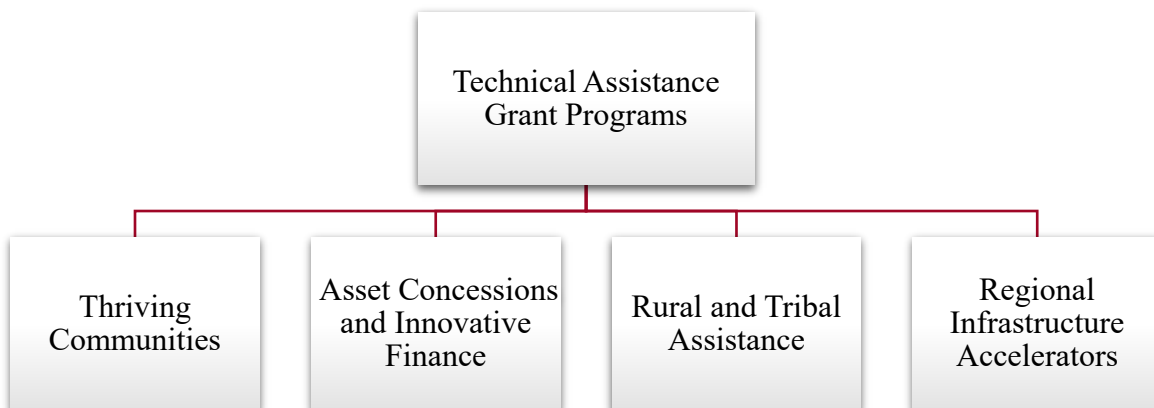 Technical Assistance
Grant Programs
Thriving
Communities
Asset Concessions
and Innovative
Finance
Rural and Tribal
Assistance
Regional
Infrastructure
Accelerators